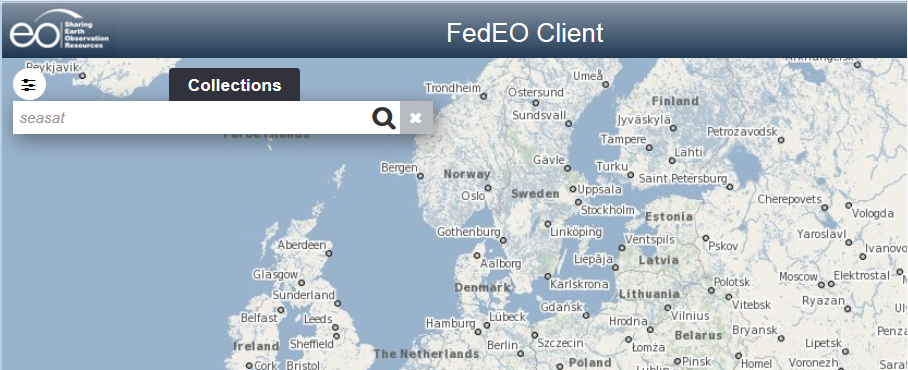 eo Sharing
Earth
Observation
Resources
FedEO Client
Reykjavik
Collections
seasat
Faroe Islands
Trondheim
Umeå
Arkhangelsk
Östersund
Sundsvall
Finland
Jyväskylä
Petrozavodsk
Tampere
Lahti
Bergen
Norway
Gävle
Turku
Saint Petersburg
Oslo
Sweden
Uppsala
Cherepovets
Stockholm
Vologda
Estonia
Gothenburg
Linköping
Yaroslavl
Aberdeen
Ventspils
Pskov
Ivanovo
Aalborg
Liepāja
Latvia
Glasgow
Karlskrona
Moscow
Elektrostal
Denmark
Polotsk
Sunderland
Lithuania
Vitebsk
Ryazan
Belfast
Leeds
Lübeck
Gdańsk
Vilnius
Hamburg
Hrodna
Bryansk
Penza
Ireland
Sheffield
Szczecin
Belarus
Lipetsk
The Netherlands
Berlin
Łomża
Cork
Bristol
Poland
Pinsk
Homel
Voronezh
Sarato